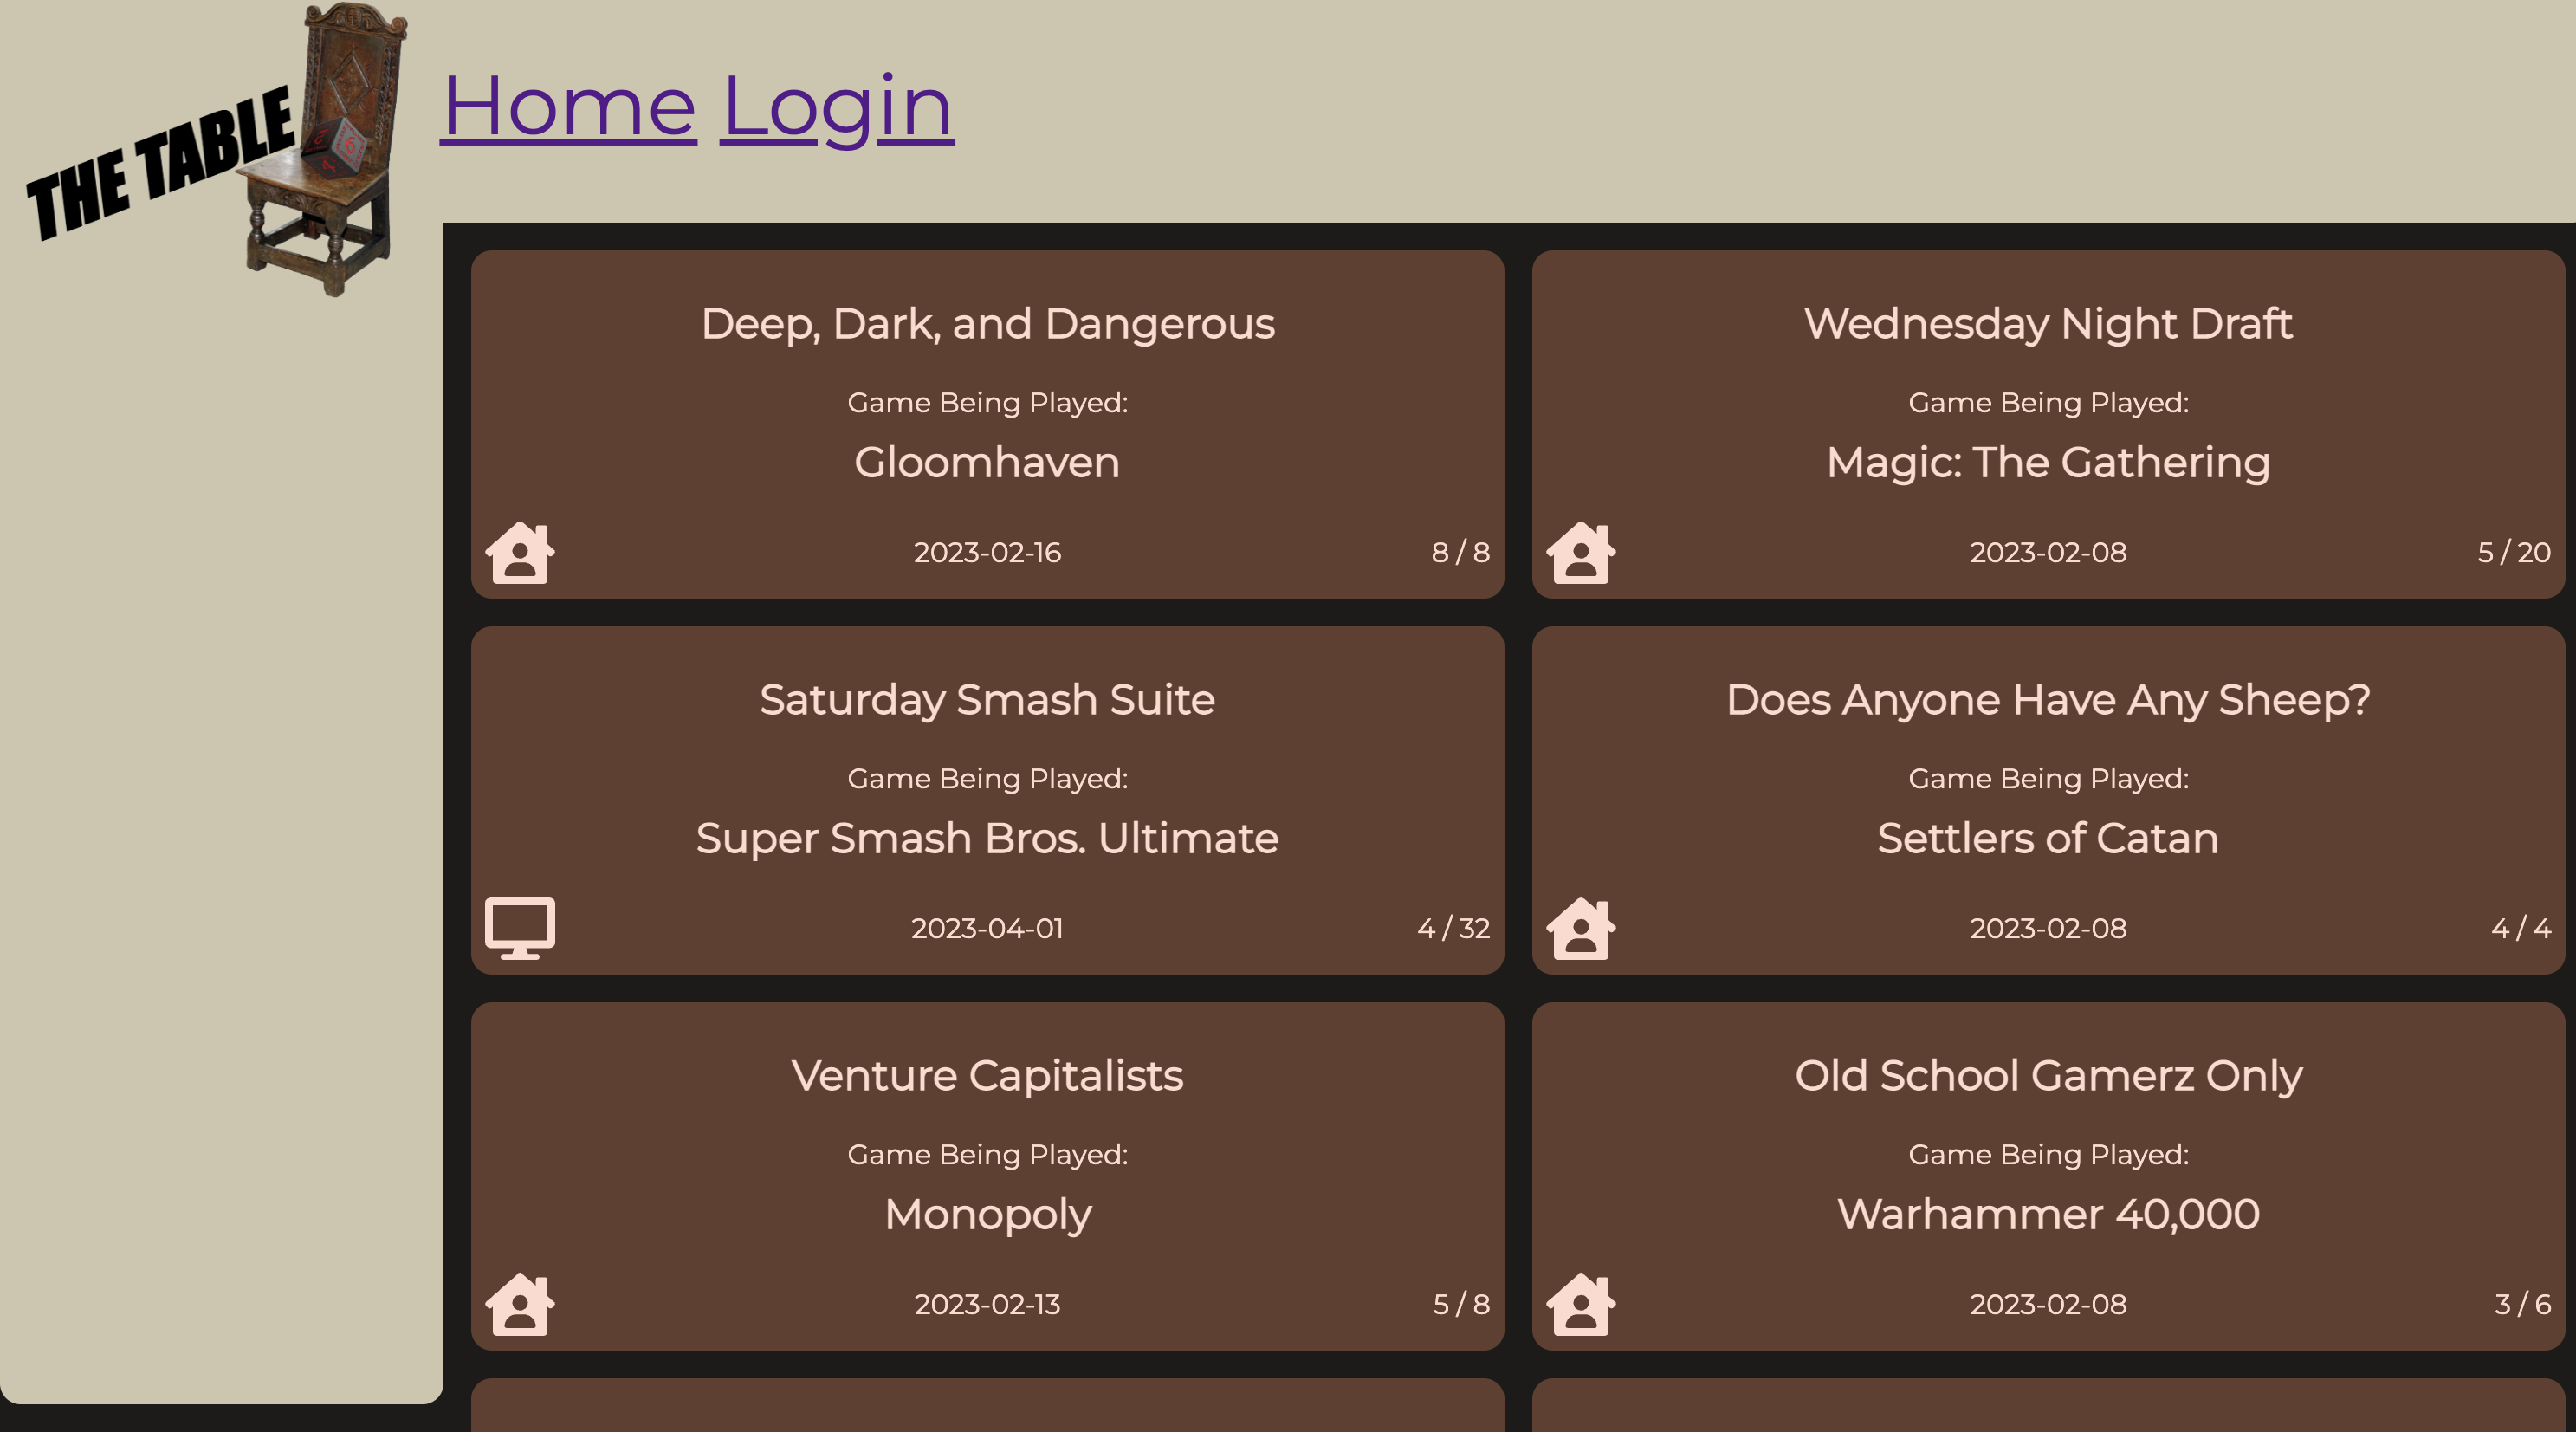 THE TABLE
Home Login
Deep, Dark, and Dangerous
Game Being Played:
Gloomhaven
2023-02-16
8 / 8
Wednesday Night Draft
Game Being Played:
Magic: The Gathering
2023-02-08
5 / 20
Saturday Smash Suite
Game Being Played:
Super Smash Bros. Ultimate
2023-04-01
4 / 32
Does Anyone Have Any Sheep?
Game Being Played:
Settlers of Catan
2023-02-08
4 / 4
Venture Capitalists
Game Being Played:
Monopoly
2023-02-13
5 / 8
Old School Gamerz Only
Game Being Played:
Warhammer 40,000
2023-02-08
3 / 6